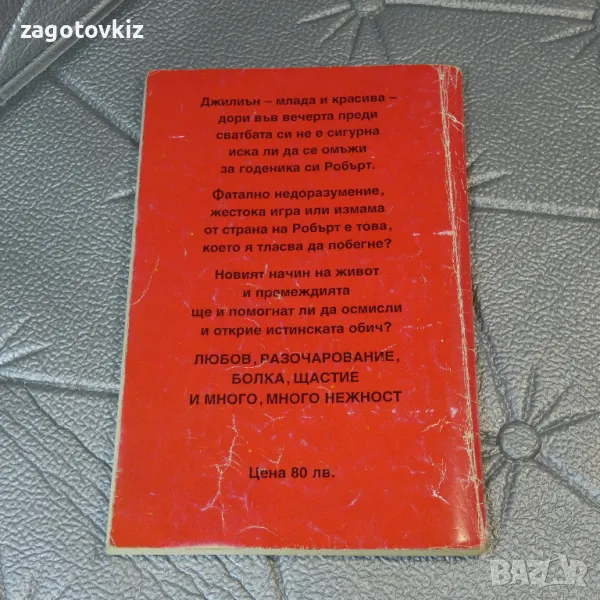 zagotovkiz
Джилиън – млада и красива –
дори във вечерта преди
сватбата си не е сигурна
иска ли да се омъжи
за годеника си Робърт.
Фатално недоразумение,
жестока игра или измама
от страна на Робърт е това,
което я тласва да побегне?
Новият начин на живот
и премеждията
ще и помогнат ли да осмисли
и открие истинската обич?
ЛЮБОВ, РАЗОЧАРОВАНИЕ,
БОЛКА, ЩАСТИЕ
И МНОГО, МНОГО НЕЖНОСТ
Цена 80 лв.
BAZAR